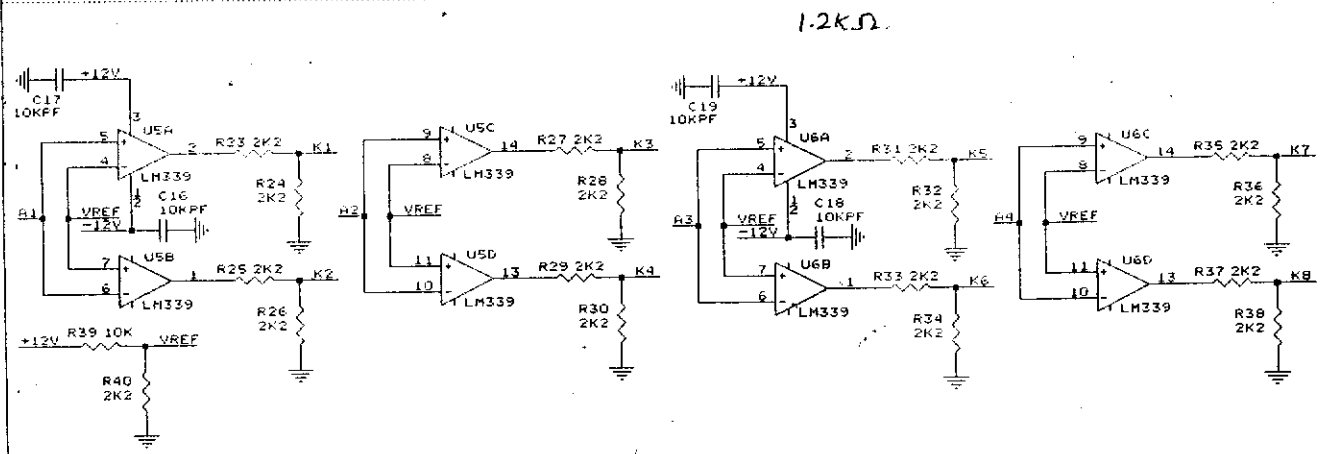 1.2KΩ
+12V
C17
10KPF
3
U5A
5
4
2
R23 2K2
K1
LM339
12
C16
10KPF
R24
2K2
A1
VREF
-12V
U5B
7
6
1
R25 2K2
K2
LM339
R26
2K2
+12V
R39 10K
VREF
R40
2K2
9
8
U5C
14
R27 2K2
K3
LM339
R28
2K2
A2
VREF
U5D
11
10
13
R29 2K2
K4
LM339
R30
2K2
+12V
C19
10KPF
3
U6A
5
4
2
R31 2K2
K5
LM339
12
C18
10KPF
R32
2K2
A3
VREF
-12V
U6B
7
6
1
R33 2K2
K6
LM339
R34
2K2
9
8
U6C
14
R35 2K2
K7
LM339
R36
2K2
A4
VREF
U6D
11
10
13
R37 2K2
K8
LM339
R38
2K2